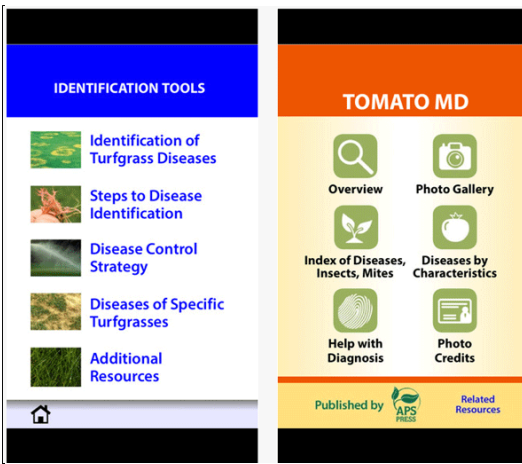 IDENTIFICATION TOOLS
Identification of
Turfgrass Diseases
Steps to Disease
Identification
Disease Control
Strategy
Diseases of Specific
Turfgrasses
Additional
Resources
TOMATO MD
Overview
Photo Gallery
Index of Diseases,
Insects, Mites
Diseases by
Characteristics
Help with
Diagnosis
Photo
Credits
Published by
APS
PRESS
Related
Resources